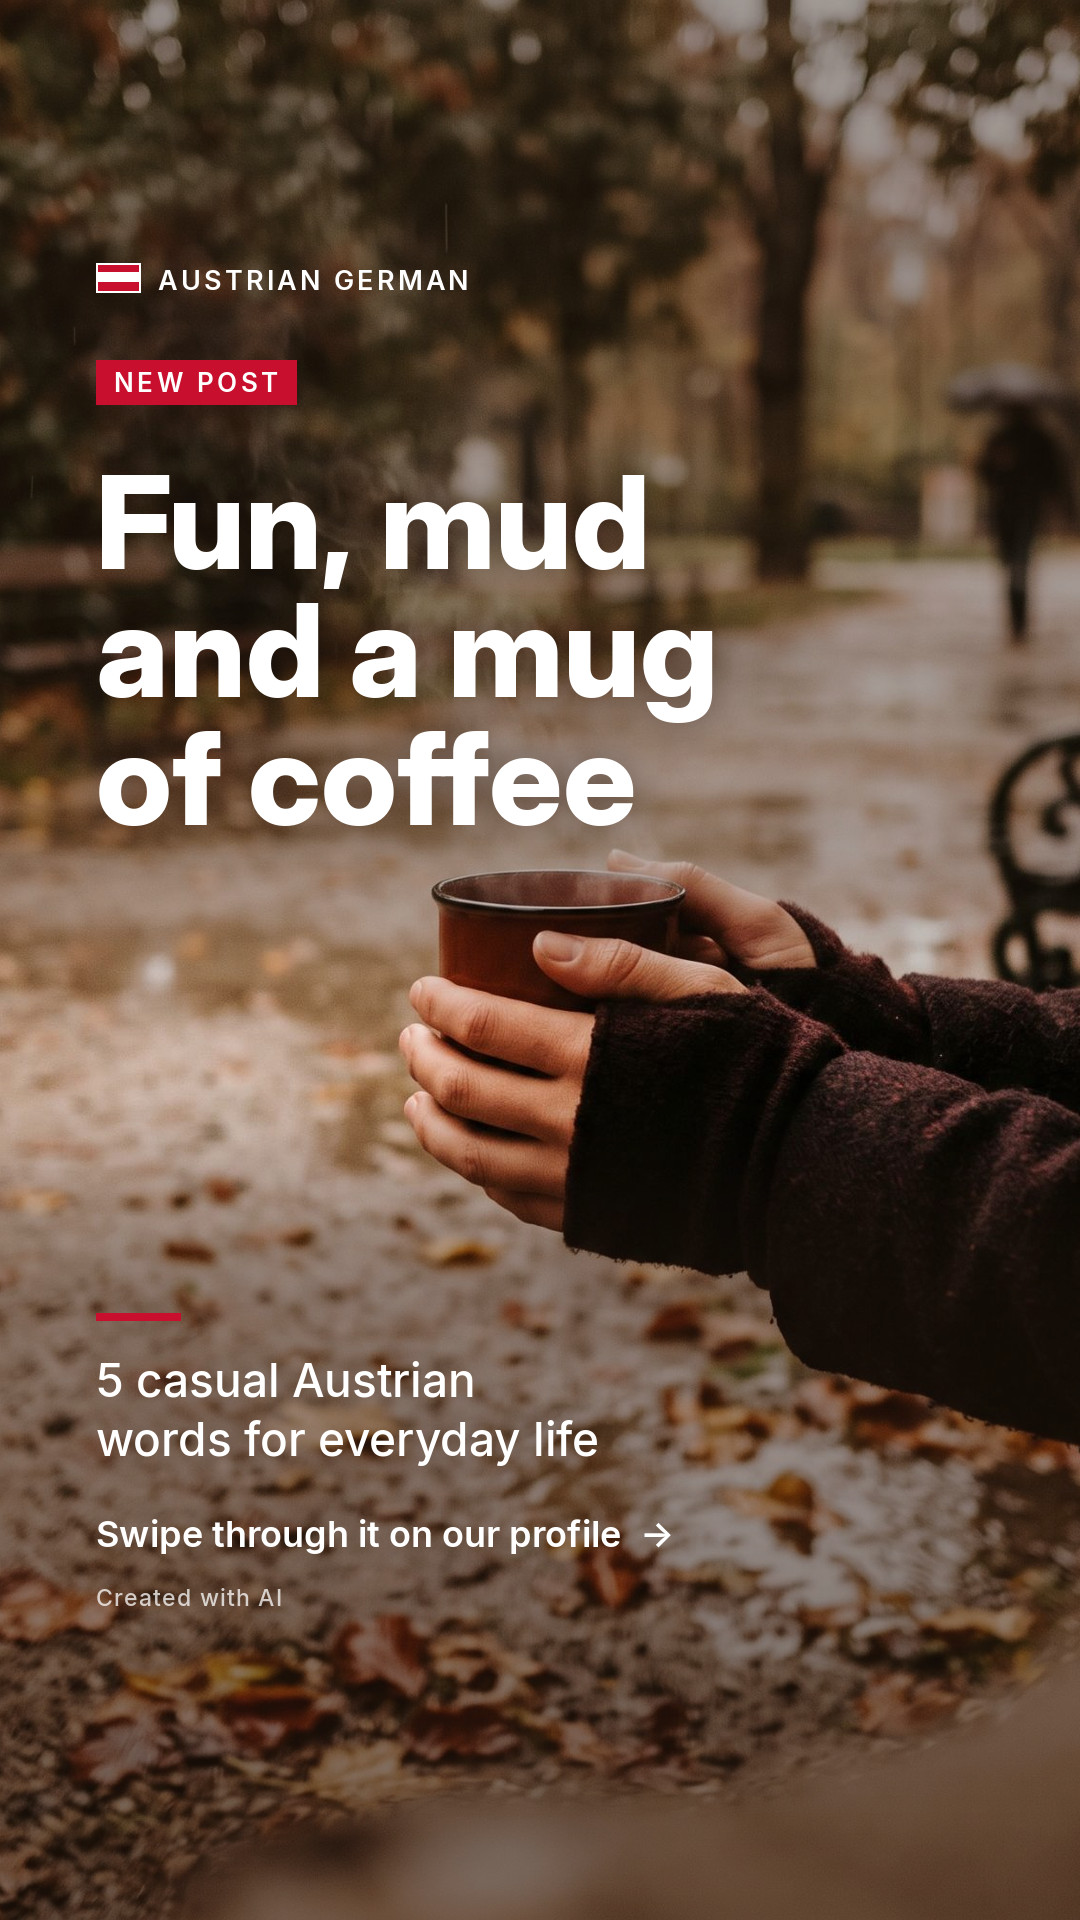 AUSTRIAN GERMAN
NEW POST
Fun, mud
and a mug
of coffee
5 casual Austrian
words for everyday life
Swipe through it on our profile →
Created with AI